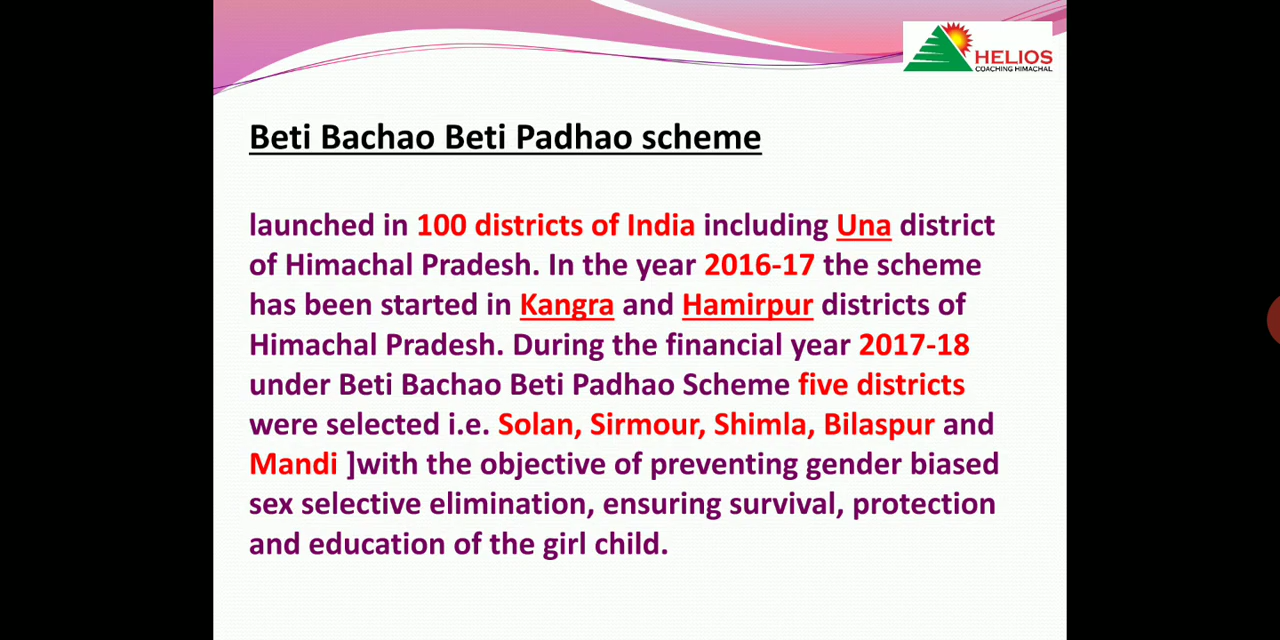 HELIOS
COACHING HIMACHAL
Beti Bachao Beti Padhao scheme
launched in 100 districts of India including Una district
of Himachal Pradesh. In the year 2016-17 the scheme
has been started in Kangra and Hamirpur districts of
Himachal Pradesh. During the financial year 2017-18
under Beti Bachao Beti Padhao Scheme five districts
were selected i.e. Solan, Sirmour, Shimla, Bilaspur and
Mandi ]with the objective of preventing gender biased
sex selective elimination, ensuring survival, protection
and education of the girl child.